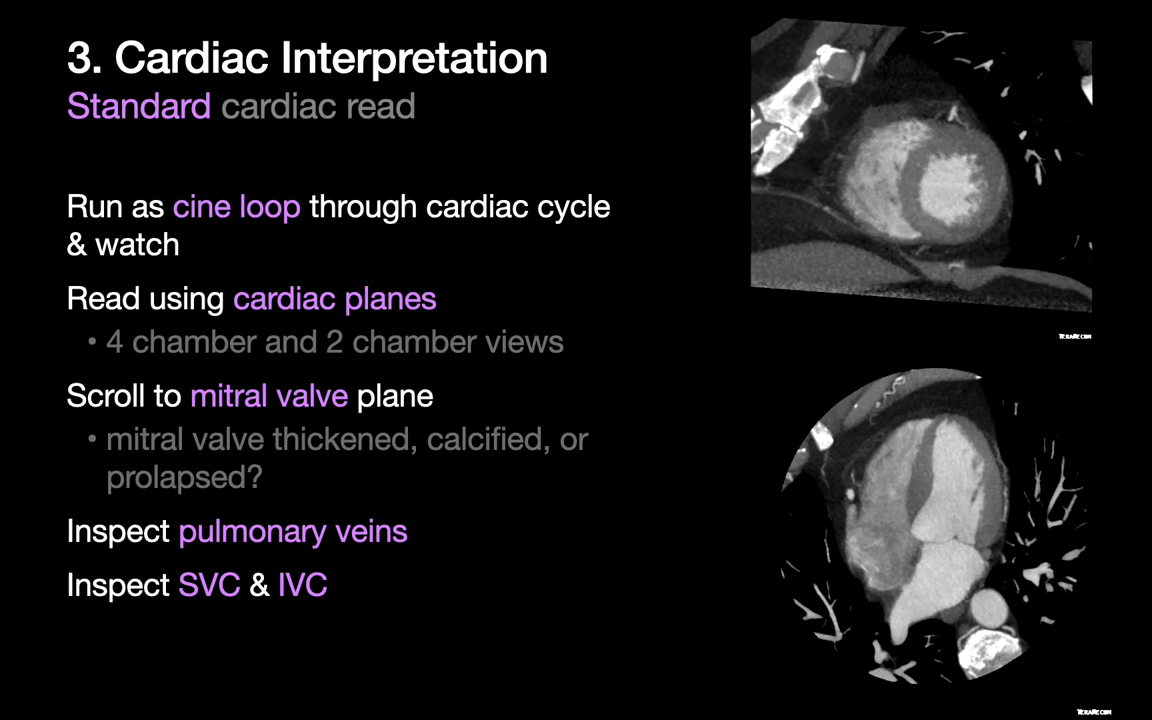 3. Cardiac Interpretation
Standard cardiac read
Run as cine loop through cardiac cycle
& watch
Read using cardiac planes
• 4 chamber and 2 chamber views
Scroll to mitral valve plane
• mitral valve thickened, calcified, or
prolapsed?
Inspect pulmonary veins
Inspect SVC & IVC
TERARECON
TERARECON